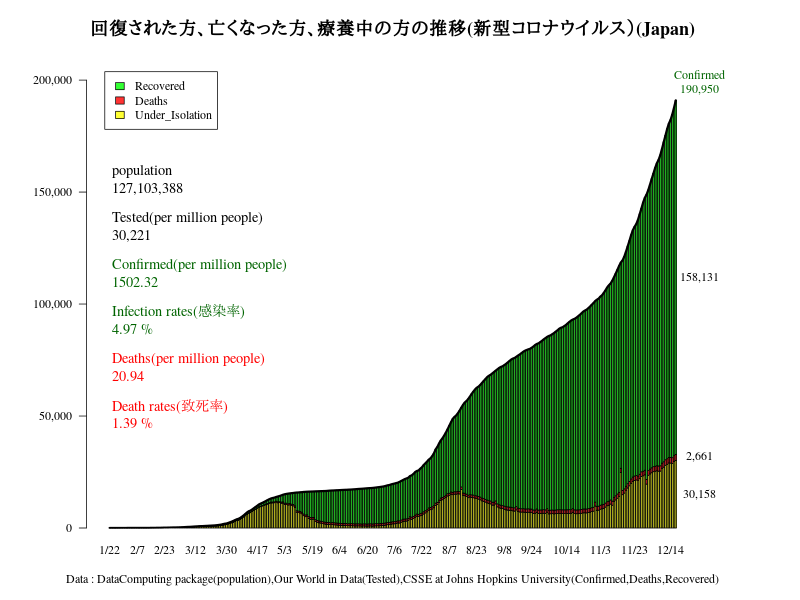 回復された方、亡くなった方、療養中の方の推移(新型コロナウイルス)(Japan)
Confirmed
190,950
200,000
Recovered
Deaths
Under_Isolation
population
127,103,388
150,000
Tested(per million people)
30,221
Confirmed(per million people)
1502.32
158,131
100,000
Infection rates(感染率)
4.97 %
Deaths(per million people)
20.94
Death rates(致死率)
1.39 %
50,000
2,661
30,158
0
1/22 2/7 2/23 3/12 3/30 4/17 5/3 5/19 6/4 6/20 7/6 7/22 8/7 8/23 9/8 9/24 10/14 11/3 11/23 12/14
Data : DataComputing package(population),Our World in Data(Tested),CSSE at Johns Hopkins University(Confirmed,Deaths,Recovered)